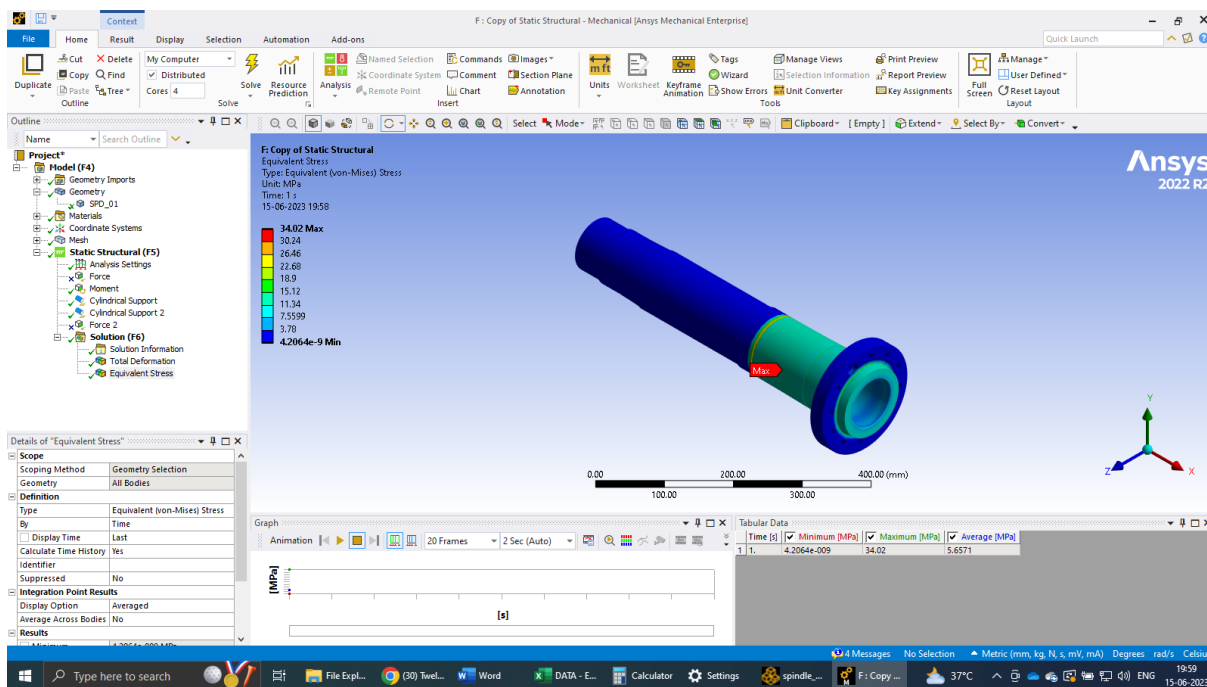 Context
F : Copy of Static Structural - Mechanical [Ansys Mechanical Enterprise]
File Home Result Display Selection Automation Add-ons
Quick Launch
Duplicate
Cut
Copy
Paste
Delete
Find
Tree
Outline
My Computer
Distributed
Cores 4
Solve
Resource Prediction
Solve
Analysis
Named Selection
Coordinate System
Remote Point
Commands
Comment
Chart
Images
Section Plane
Annotation
Insert
Units
Worksheet
Keyframe Animation
Tags
Wizard
Show Errors
Manage Views
Selection Information
Unit Converter
Print Preview
Report Preview
Key Assignments
Tools
Full Screen
Manage
User Defined
Reset Layout
Layout
Outline
Name Search Outline
Select Mode Clipboard [ Empty ] Extend Select By Convert
Project*
Model (F4)
Geometry Imports
Geometry
SPD_01
Materials
Coordinate Systems
Mesh
Static Structural (F5)
Analysis Settings
Force
Moment
Cylindrical Support
Cylindrical Support 2
Force 2
Solution (F6)
Solution Information
Total Deformation
Equivalent Stress
F: Copy of Static Structural
Equivalent Stress
Type: Equivalent (von-Mises) Stress
Unit: MPa
Time: 1 s
15-06-2023 19:58
34.02 Max
30.24
26.46
22.68
18.9
15.12
11.34
7.5599
3.78
4.2064e-9 Min
Ansys
2022 R2
Max
Y
Z
X
0.00 200.00 400.00 (mm)
100.00 300.00
Details of "Equivalent Stress"
Scope
Scoping Method Geometry Selection
Geometry All Bodies
Definition
Type Equivalent (von-Mises) Stress
By Time
Display Time Last
Calculate Time History Yes
Identifier
Suppressed No
Integration Point Results
Display Option Averaged
Average Across Bodies No
Results
Graph
Animation 20 Frames 2 Sec (Auto)
[MPa]
[s]
Tabular Data
Time [s] Minimum [MPa] Maximum [MPa] Average [MPa]
1 1. 4.2064e-009 34.02 5.6571
4 Messages No Selection Metric (mm, kg, N, s, mV, mA) Degrees rad/s Celsiu
Type here to search
File Expl...
(30) Twel...
Word
DATA - E...
Calculator
Settings
spindle_...
F : Copy ...
37°C
ENG
19:59
15-06-2023